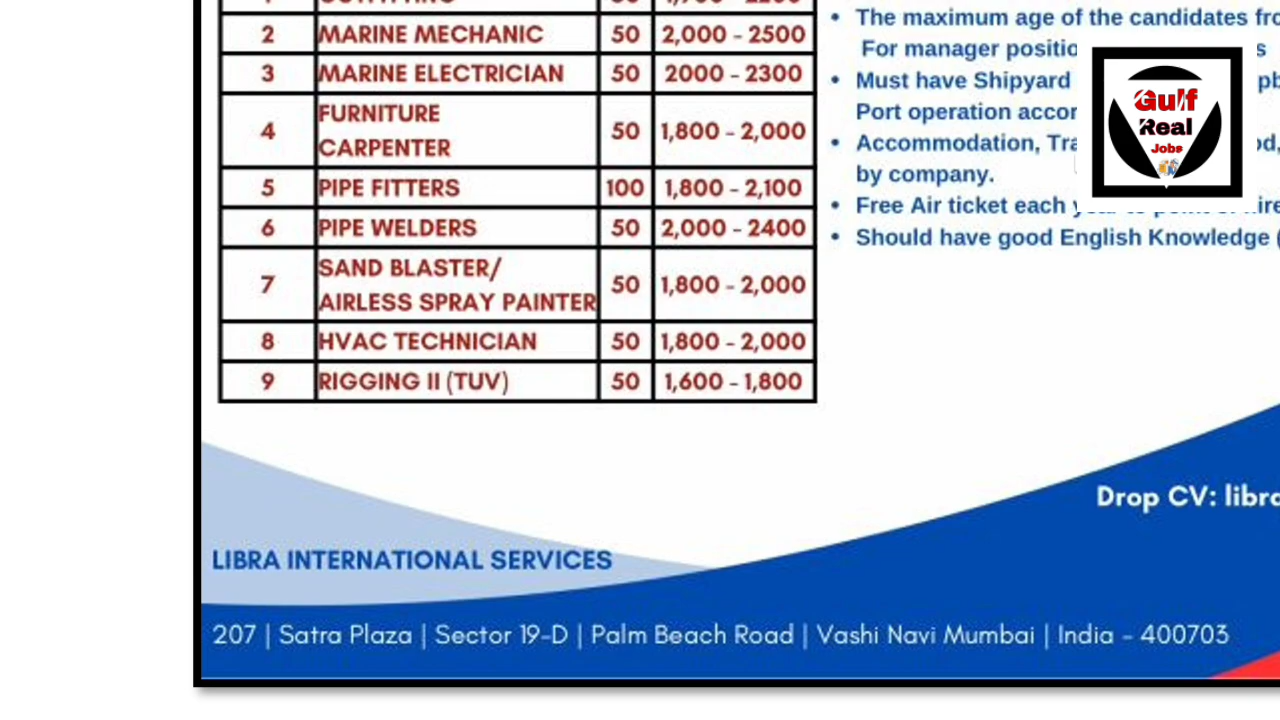 2 MARINE MECHANIC 50 2,000 - 2500
3 MARINE ELECTRICIAN 50 2000 - 2300
4 FURNITURE CARPENTER 50 1,800 - 2,000
5 PIPE FITTERS 100 1,800 - 2,100
6 PIPE WELDERS 50 2,000 - 2400
7 SAND BLASTER/ AIRLESS SPRAY PAINTER 50 1,800 - 2,000
8 HVAC TECHNICIAN 50 1,800 - 2,000
9 RIGGING II (TUV) 50 1,600 - 1,800
• The maximum age of the candidates
For manager
• Must have Shipyard
Port operation
• Accommodation,
by company.
• Free Air ticket each
• Should have good English Knowledge (
Gulf
Real
Jobs
Drop CV:
LIBRA INTERNATIONAL SERVICES
207 | Satra Plaza | Sector 19-D | Palm Beach Road | Vashi Navi Mumbai | India - 400703